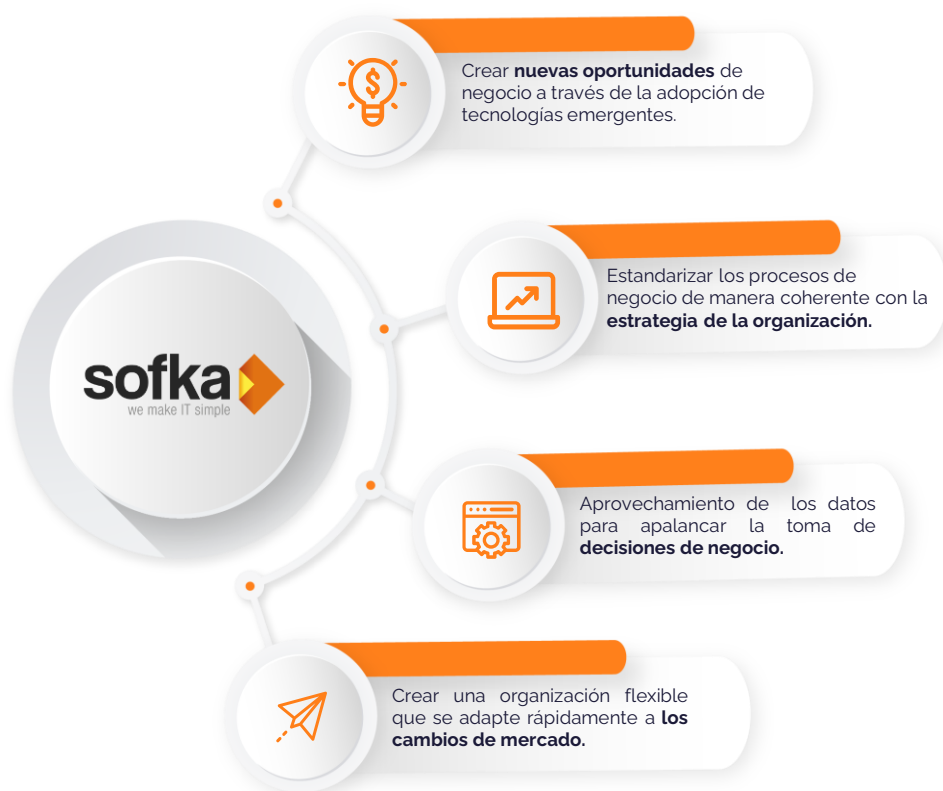 Crear nuevas oportunidades de
negocio a través de la adopción de
tecnologías emergentes.
Estandarizar los procesos de
negocio de manera coherente con la
estrategia de la organización.
sofka
we make IT simple
Aprovechamiento de los datos
para apalancar la toma de
decisiones de negocio.
Crear una organización flexible
que se adapte rápidamente a los
cambios de mercado.